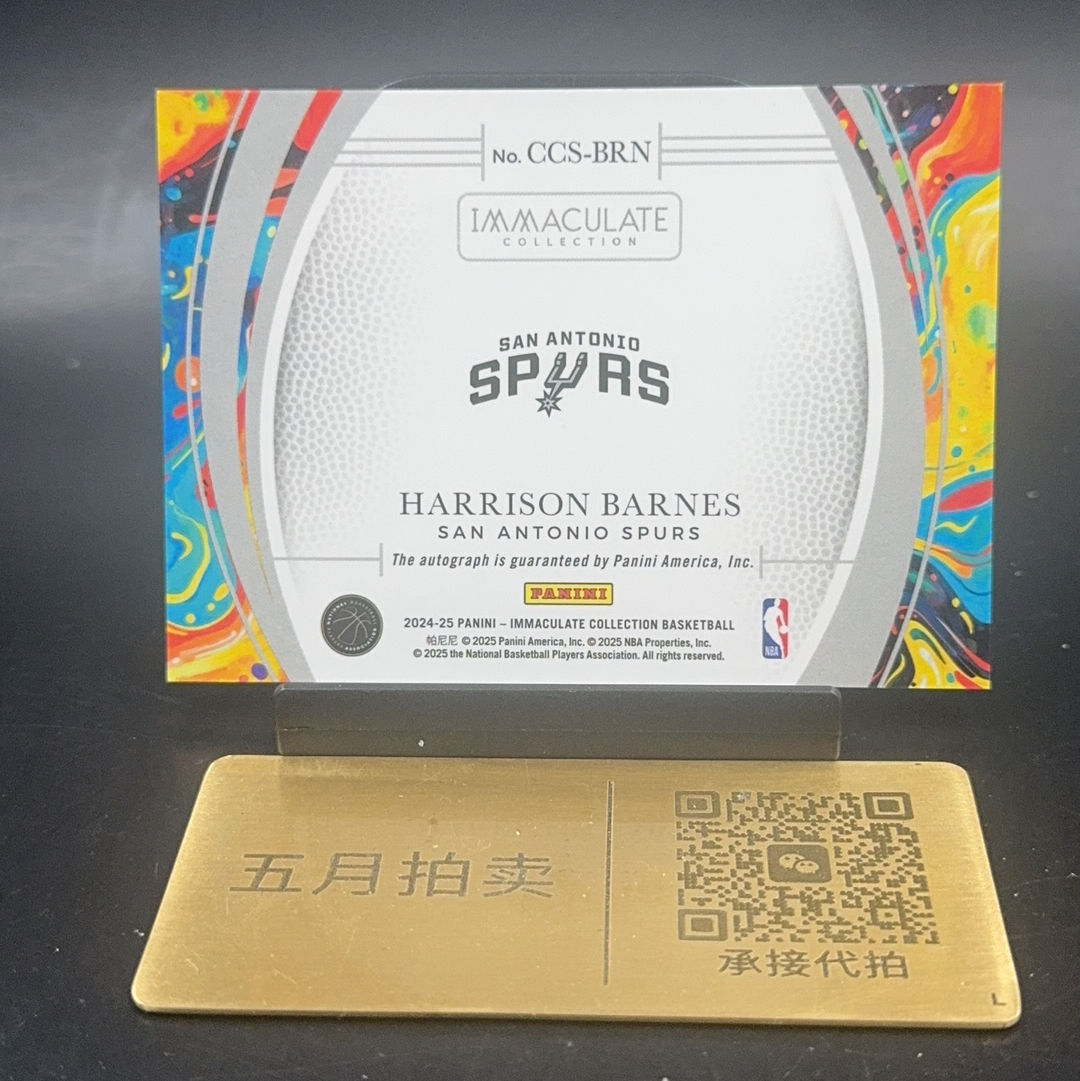 No. CCS-BRN
IMMACULATE
COLLECTION
SAN ANTONIO
SPURS
HARRISON BARNES
SAN ANTONIO SPURS
The autograph is guaranteed by Panini America, Inc.
PANINI
2024-25 PANINI – IMMACULATE COLLECTION BASKETBALL
帕尼尼 © 2025 Panini America, Inc. © 2025 NBA Properties, Inc.
© 2025 the National Basketball Players Association. All rights reserved.
NBA
五月拍卖
承接代拍
L